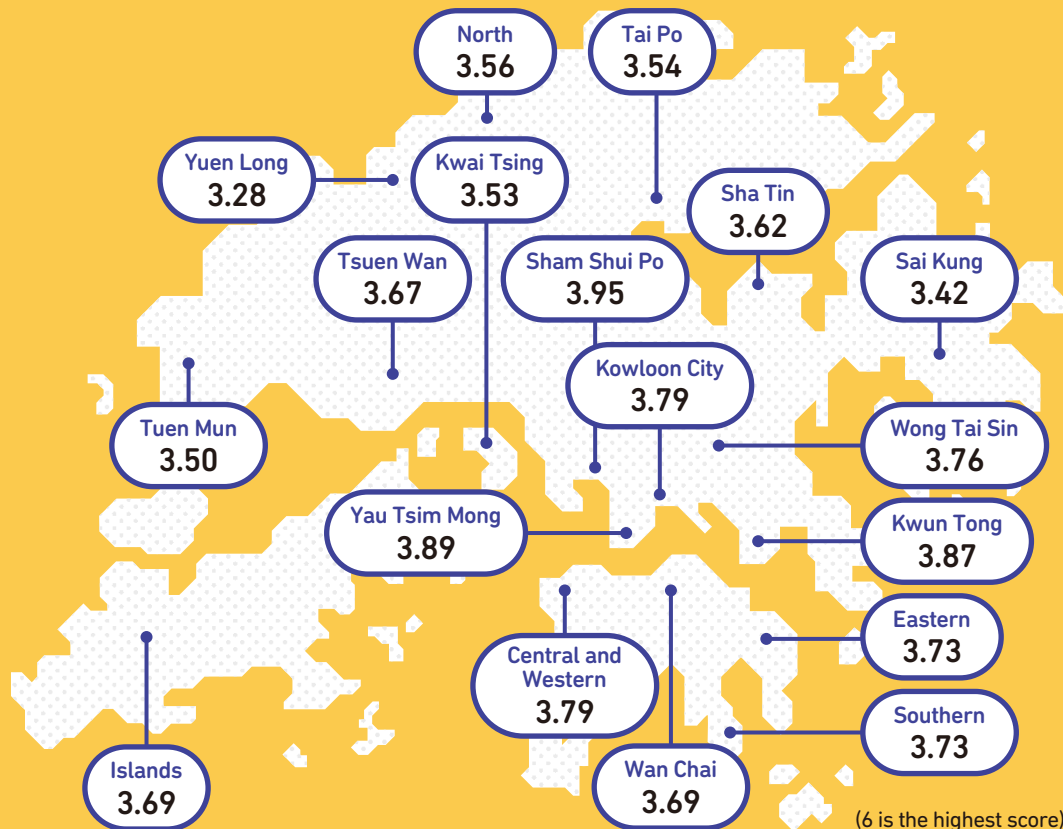 North
3.56
Tai Po
3.54
Yuen Long
3.28
Kwai Tsing
3.53
Sha Tin
3.62
Tsuen Wan
3.67
Sham Shui Po
3.95
Sai Kung
3.42
Kowloon City
3.79
Tuen Mun
3.50
Wong Tai Sin
3.76
Yau Tsim Mong
3.89
Kwun Tong
3.87
Eastern
3.73
Central and
Western
3.79
Southern
3.73
Islands
3.69
Wan Chai
3.69
(6 is the highest score)